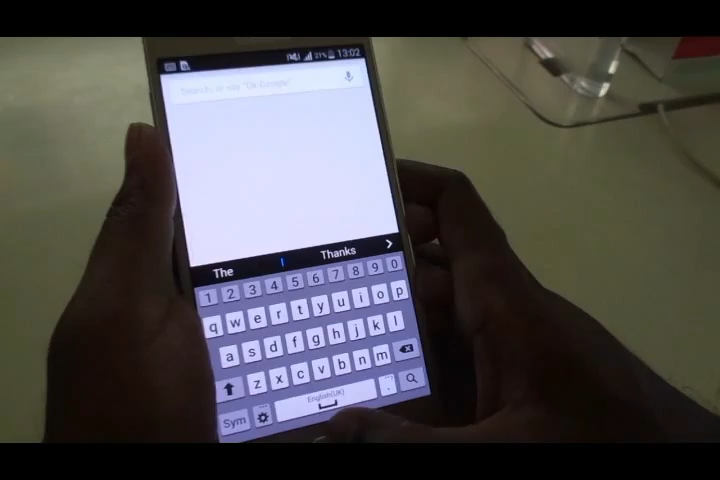 21% 13:02
Search, or say "Ok Google"
The I Thanks >
1 2 3 4 5 6 7 8 9 0
q w e r t y u i o p
a s d f g h j k l
z x c v b n m
Sym English(UK) .